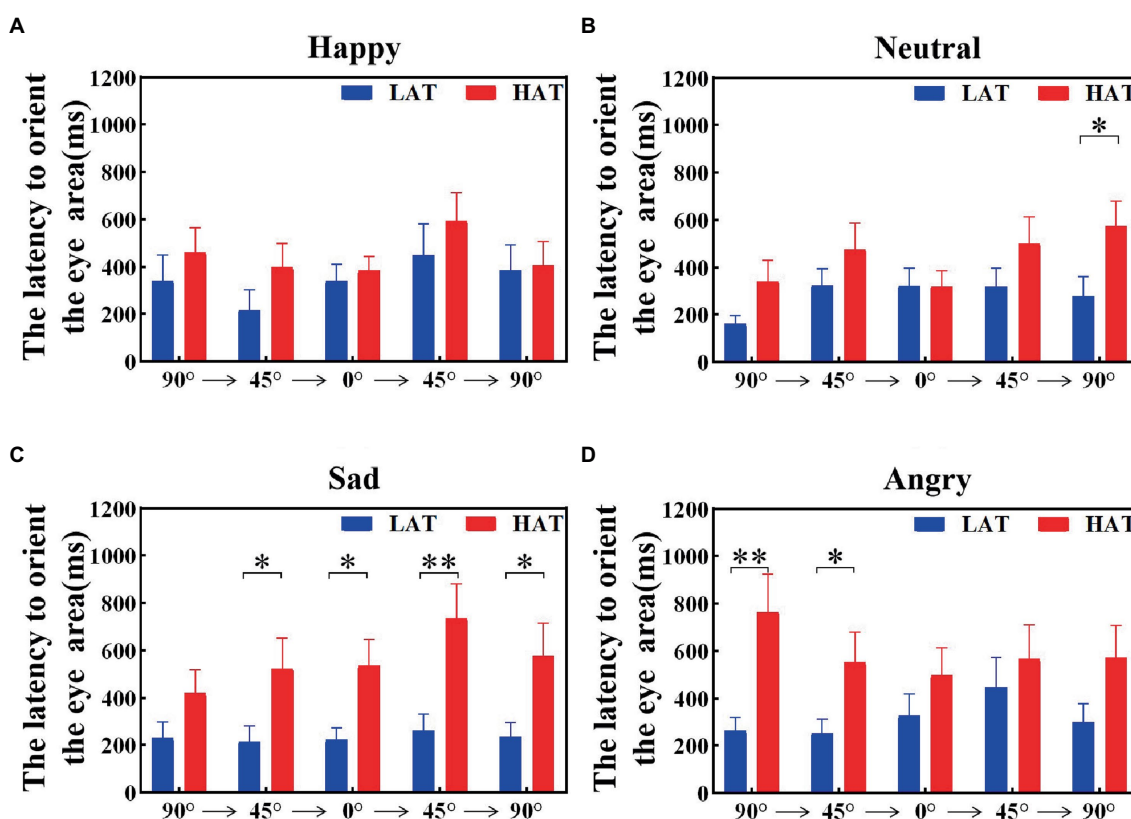 A
Happy
LAT HAT
The latency to orient
the eye area(ms)
1200
1000
800
600
400
200
0
90° → 45° → 0° → 45° → 90°
B
Neutral
LAT HAT
*
The latency to orient
the eye area(ms)
1200
1000
800
600
400
200
0
90° → 45° → 0° → 45° → 90°
C
Sad
LAT HAT
* * ** *
The latency to orient
the eye area(ms)
1200
1000
800
600
400
200
0
90° → 45° → 0° → 45° → 90°
D
Angry
LAT HAT
** *
The latency to orient
the eye area(ms)
1200
1000
800
600
400
200
0
90° → 45° → 0° → 45° → 90°